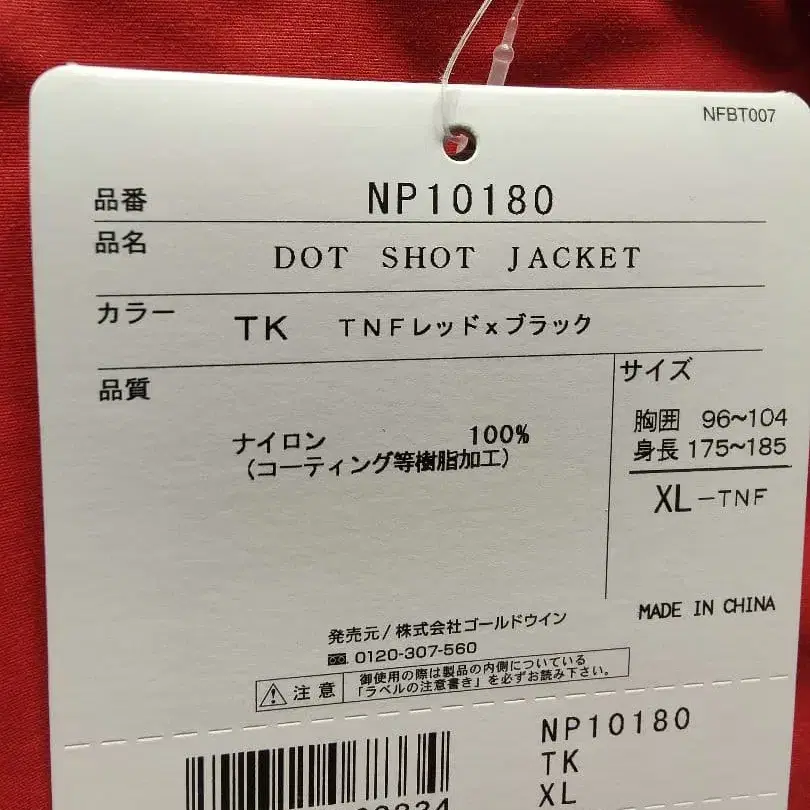 NFBT007
品番 NP10180
品名 DOT SHOT JACKET
カラー TK TNFレッドxブラック
品質
サイズ
ナイロン 100%
(コーティング等樹脂加工)
胸囲 96~104
身長 175~185
XL-TNF
MADE IN CHINA
発売元/株式会社ゴールドウイン
0120-307-560
注意
御使用の際は製品の内側についている
「ラベルの注意書き」を必ずお読み下さい。
NP10180
TK
XL